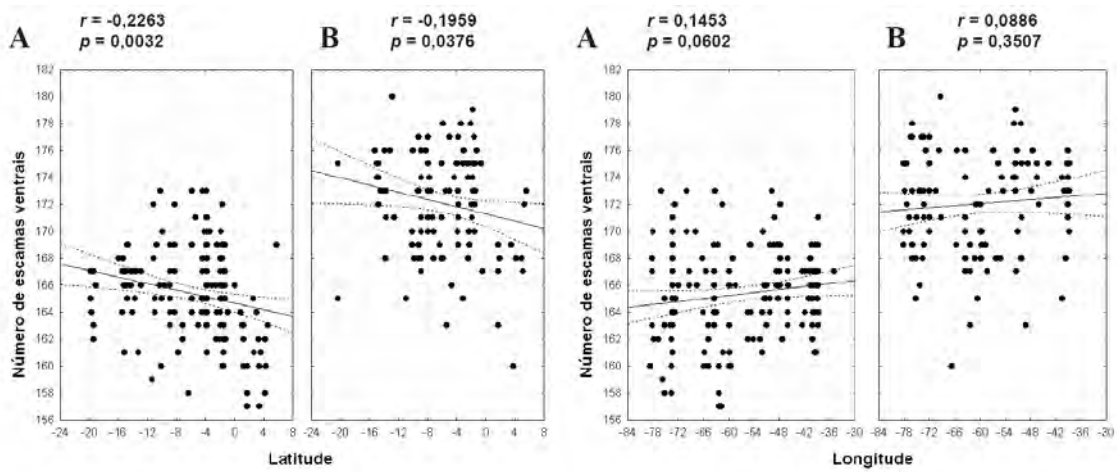 r = -0,2263
p = 0,0032
A
r = -0,1959
p = 0,0376
B
r = 0,1453
p = 0,0602
A
r = 0,0886
p = 0,3507
B
Número de escamas ventrais
182
180
178
176
174
172
170
168
166
164
162
160
158
156
-24 -20 -16 -12 -8 -4 0 4 8
-24 -20 -16 -12 -8 -4 0 4 8
Latitude
Número de escamas ventrais
182
180
178
176
174
172
170
168
166
164
162
160
158
156
-84 -78 -72 -66 -60 -54 -48 -42 -36 -30
-84 -78 -72 -66 -60 -54 -48 -42 -36 -30
Longitude